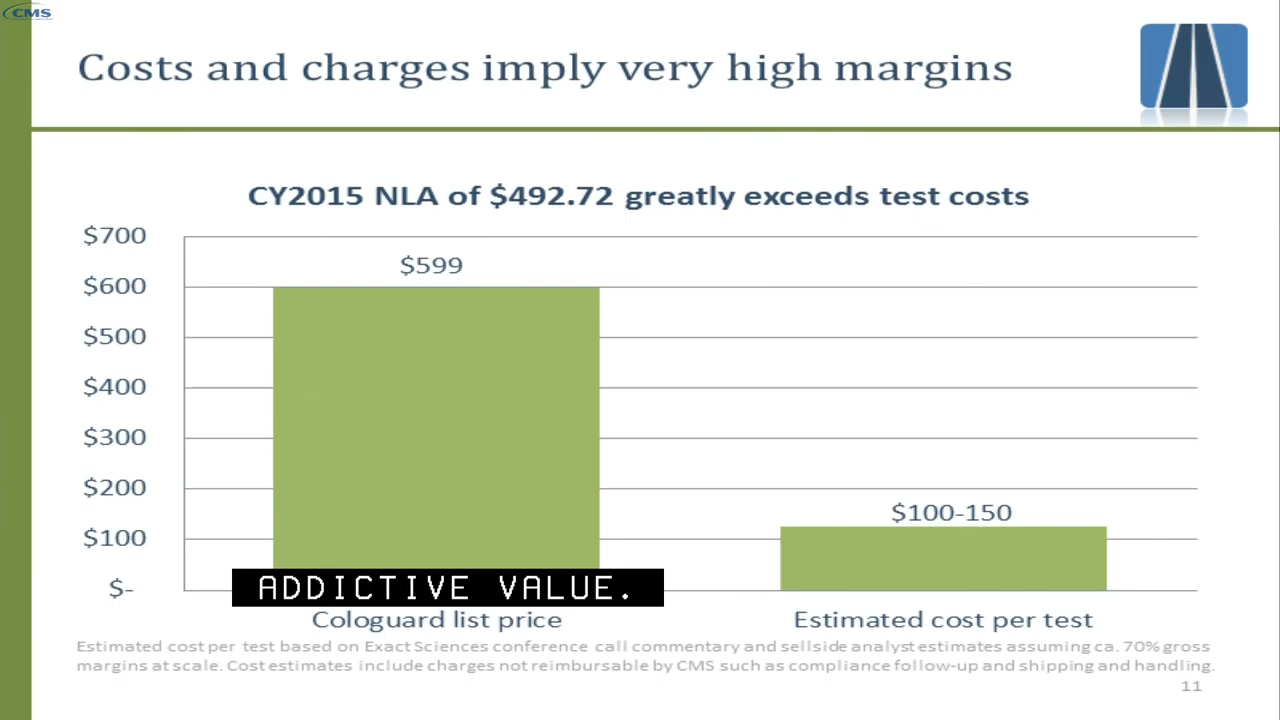 CMS
Costs and charges imply very high margins
CY2015 NLA of $492.72 greatly exceeds test costs
$700
$600
$500
$400
$300
$200
$100
$-
$599
$100-150
ADDICTIVE VALUE.
Cologuard list price
Estimated cost per test
Estimated cost per test based on Exact Sciences conference call commentary and sellside analyst estimates assuming ca. 70% gross
margins at scale. Cost estimates include charges not reimbursable by CMS such as compliance follow-up and shipping and handling.
11